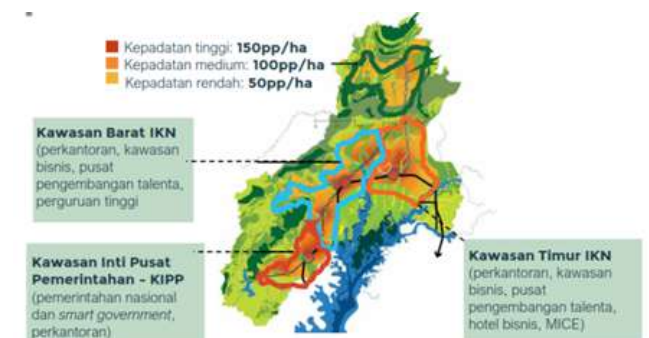 Kepadatan tinggi: 150pp/ha
Kepadatan medium: 100pp/ha
Kepadatan rendah: 50pp/ha
Kawasan Barat IKN
(perkantoran, kawasan
bisnis, pusat
pengembangan talenta,
perguruan tinggi)
Kawasan Inti Pusat
Pemerintahan - KIPP
(pemerintahan nasional
dan smart government,
perkantoran)
Kawasan Timur IKN
(perkantoran, kawasan
bisnis, pusat
pengembangan talenta,
hotel bisnis, MICE)